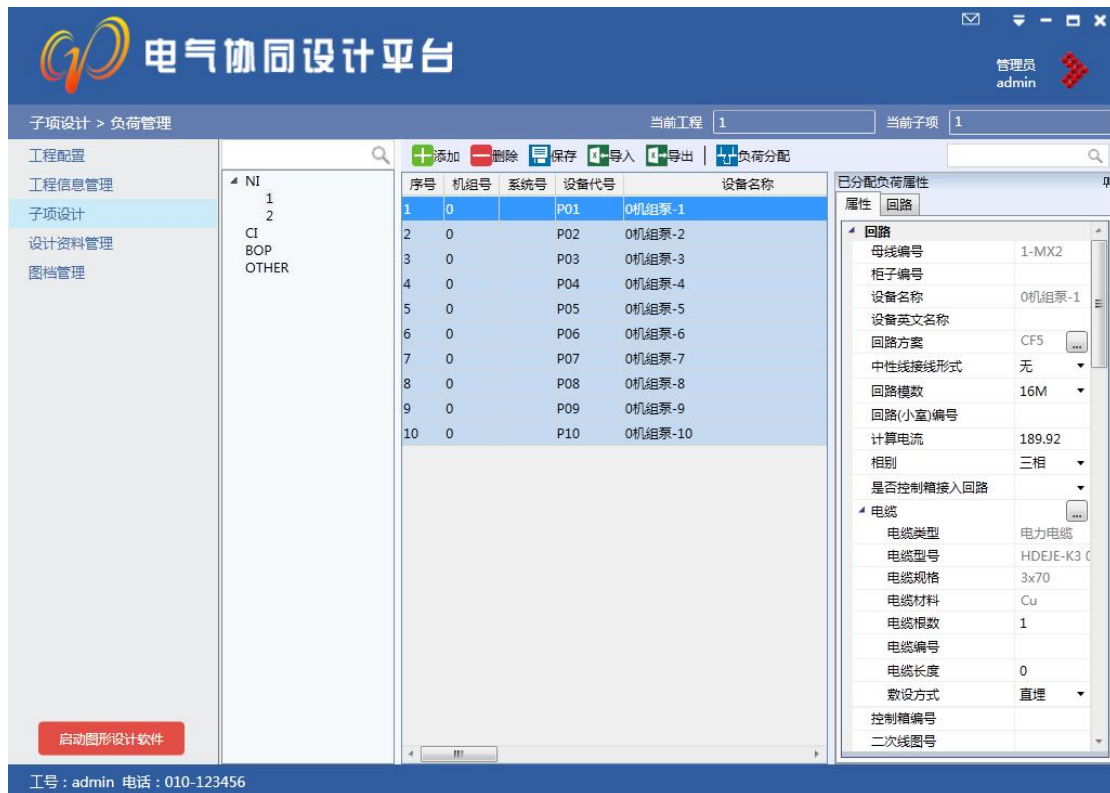 电气协同设计平台
管理员
admin
子项设计 > 负荷管理
当前工程 1
当前子项 1
工程配置
工程信息管理
子项设计
设计资料管理
图档管理
启动图形设计软件
NI
1
2
CI
BOP
OTHER
添加 删除 保存 导入 导出 负荷分配
序号 机组号 系统号 设备代号 设备名称
1 0 P01 0机组泵-1
2 0 P02 0机组泵-2
3 0 P03 0机组泵-3
4 0 P04 0机组泵-4
5 0 P05 0机组泵-5
6 0 P06 0机组泵-6
7 0 P07 0机组泵-7
8 0 P08 0机组泵-8
9 0 P09 0机组泵-9
10 0 P10 0机组泵-10
已分配负荷属性
属性 回路
回路
母线编号 1-MX2
柜子编号
设备名称 0机组泵-1
设备英文名称
回路方案 CF5 ...
中性线接线形式 无
回路模数 16M
回路(小室)编号
计算电流 189.92
相别 三相
是否控制箱接入回路
电缆 ...
电缆类型 电力电缆
电缆型号 HDEJE-K3
电缆规格 3x70
电缆材料 Cu
电缆根数 1
电缆编号
电缆长度 0
敷设方式 直埋
控制箱编号
二次线图号
工号：admin 电话：010-123456